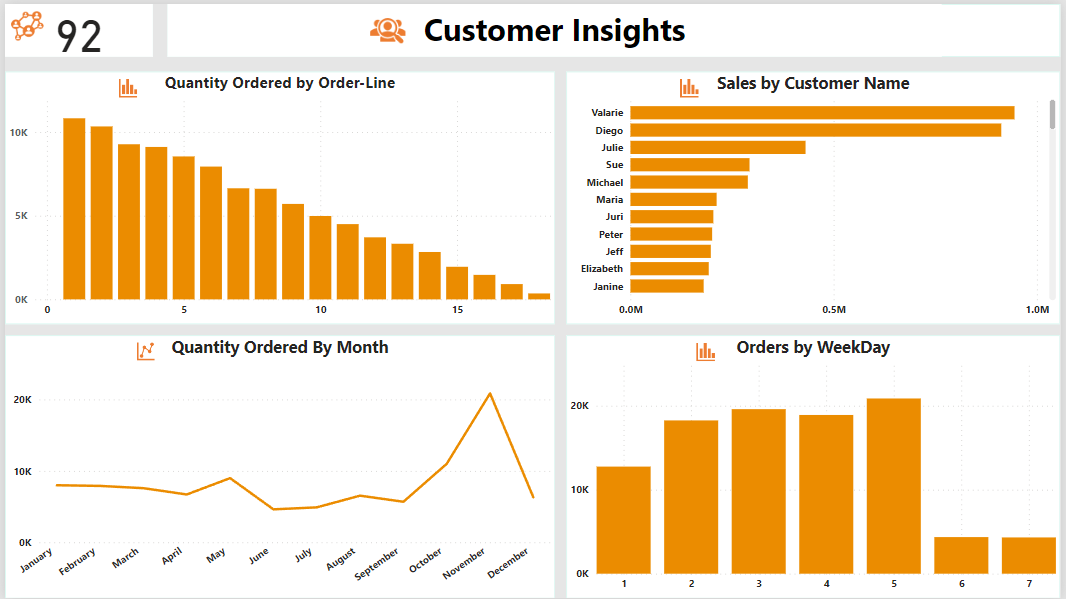 92
Customer Insights
Quantity Ordered by Order-Line
10K
5K
0K
0
5
10
15
Sales by Customer Name
Valarie
Diego
Julie
Sue
Michael
Maria
Juri
Peter
Jeff
Elizabeth
Janine
0.0M
0.5M
1.0M
Quantity Ordered By Month
20K
10K
0K
January
February
March
April
May
June
July
August
September
October
November
December
Orders by WeekDay
20K
10K
0K
1
2
3
4
5
6
7